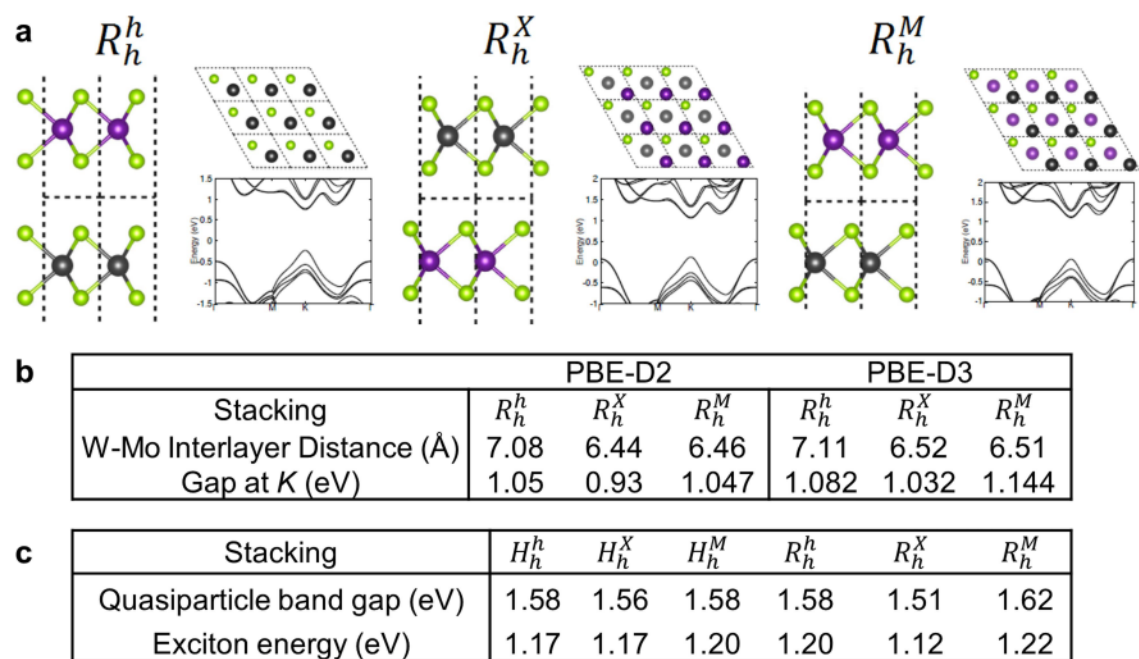 a
R_h^h R_h^X R_h^M
1.5
1
0.5
0
-0.5
-1
-1.5
Energy (eV)
Γ M K Γ
2
1.5
1
0.5
0
-0.5
-1
Energy (eV)
Γ M K Γ
2
1.5
1
0.5
0
-0.5
-1
Energy (eV)
Γ M K Γ
b
PBE-D2 PBE-D3
Stacking R_h^h R_h^X R_h^M R_h^h R_h^X R_h^M
W-Mo Interlayer Distance (Å) 7.08 6.44 6.46 7.11 6.52 6.51
Gap at K (eV) 1.05 0.93 1.047 1.082 1.032 1.144
c
Stacking H_h^h H_h^X H_h^M R_h^h R_h^X R_h^M
Quasiparticle band gap (eV) 1.58 1.56 1.58 1.58 1.51 1.62
Exciton energy (eV) 1.17 1.17 1.20 1.20 1.12 1.22